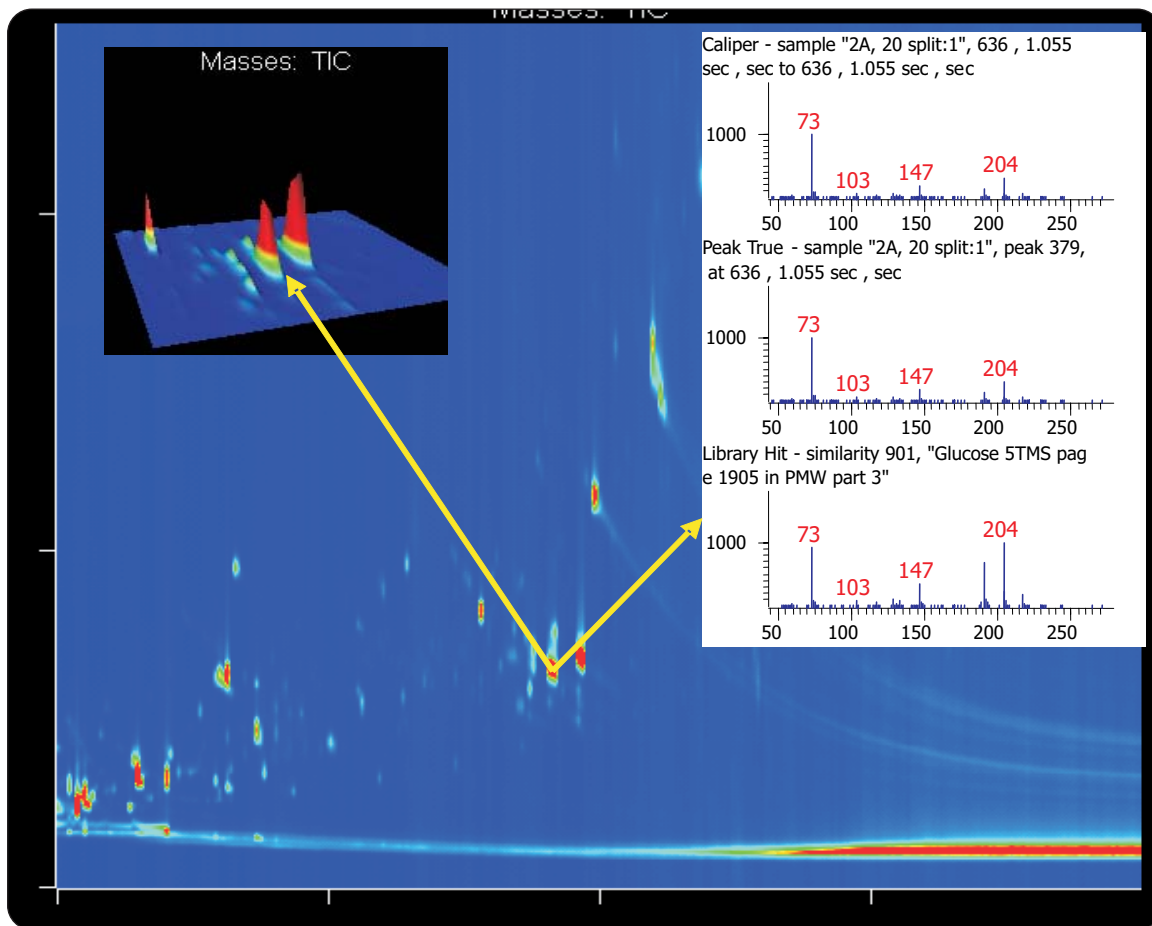 Masses: TIC
Masses: TIC
Caliper - sample "2A, 20 split:1", 636 , 1.055
sec , sec to 636 , 1.055 sec , sec
1000
73
103
147
204
50 100 150 200 250
Peak True - sample "2A, 20 split:1", peak 379,
at 636 , 1.055 sec , sec
1000
73
103
147
204
50 100 150 200 250
Library Hit - similarity 901, "Glucose 5TMS pag
e 1905 in PMW part 3"
1000
73
103
147
204
50 100 150 200 250